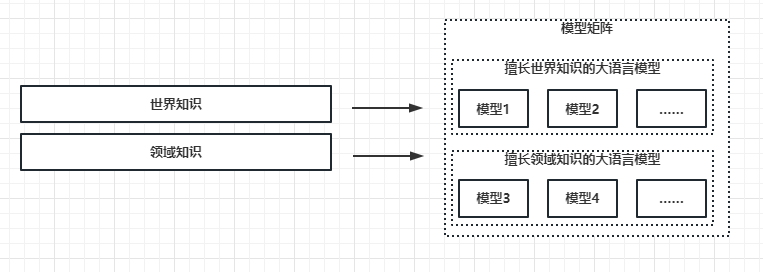 模型矩阵
擅长世界知识的大语言模型
世界知识
模型1
模型2
......
领域知识
擅长领域知识的大语言模型
模型3
模型4
......